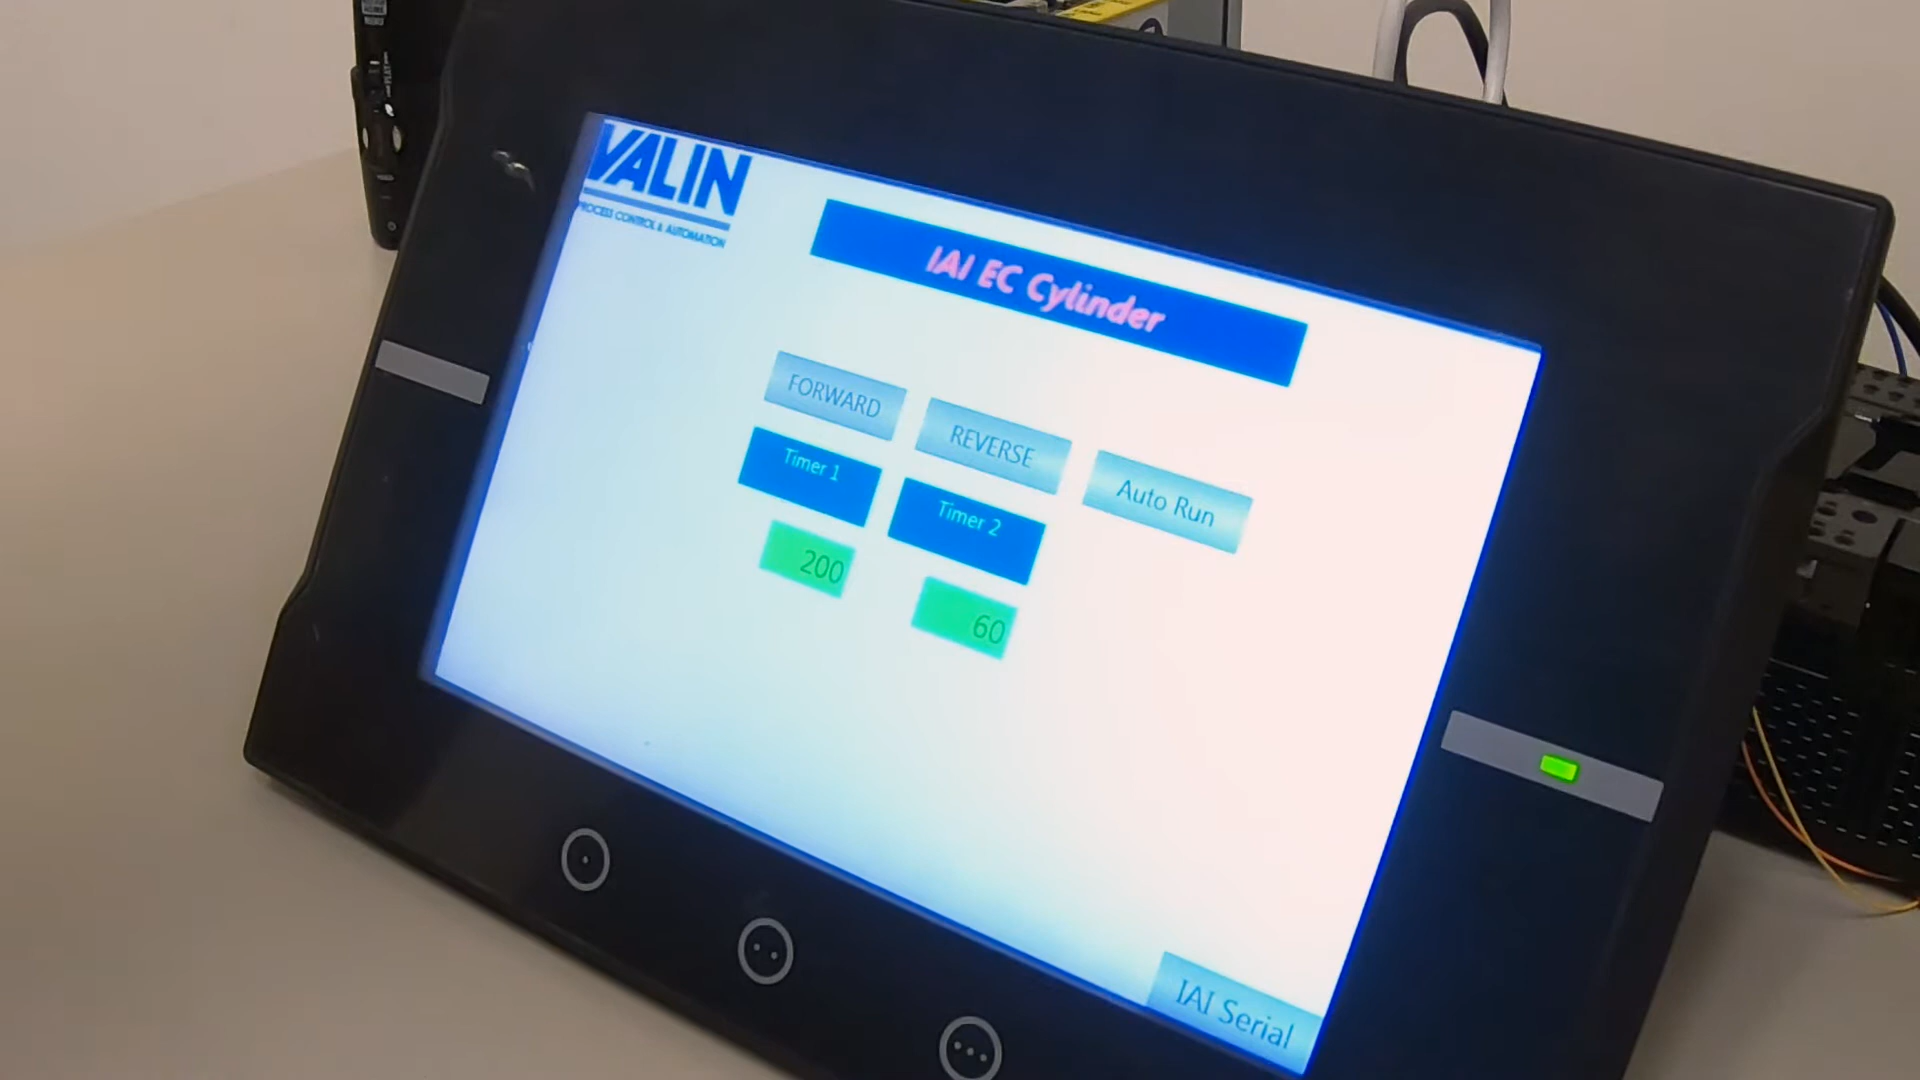 VALIN
PROCESS CONTROL & AUTOMATION
IAI EC Cylinder
FORWARD
REVERSE
Auto Run
Timer 1
Timer 2
200
60
IAI Serial